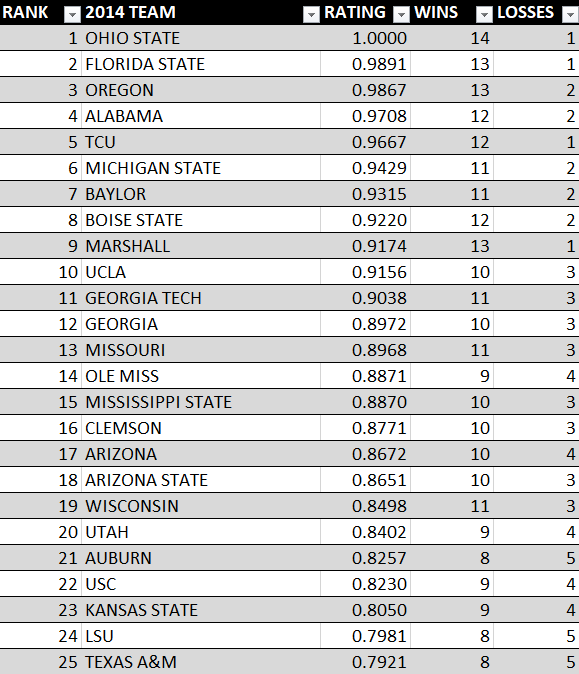 RANK 2014 TEAM RATING WINS LOSSES
1 OHIO STATE 1.0000 14 1
2 FLORIDA STATE 0.9891 13 1
3 OREGON 0.9867 13 2
4 ALABAMA 0.9708 12 2
5 TCU 0.9667 12 1
6 MICHIGAN STATE 0.9429 11 2
7 BAYLOR 0.9315 11 2
8 BOISE STATE 0.9220 12 2
9 MARSHALL 0.9174 13 1
10 UCLA 0.9156 10 3
11 GEORGIA TECH 0.9038 11 3
12 GEORGIA 0.8972 10 3
13 MISSOURI 0.8968 11 3
14 OLE MISS 0.8871 9 4
15 MISSISSIPPI STATE 0.8870 10 3
16 CLEMSON 0.8771 10 3
17 ARIZONA 0.8672 10 4
18 ARIZONA STATE 0.8651 10 3
19 WISCONSIN 0.8498 11 3
20 UTAH 0.8402 9 4
21 AUBURN 0.8257 8 5
22 USC 0.8230 9 4
23 KANSAS STATE 0.8050 9 4
24 LSU 0.7981 8 5
25 TEXAS A&M 0.7921 8 5